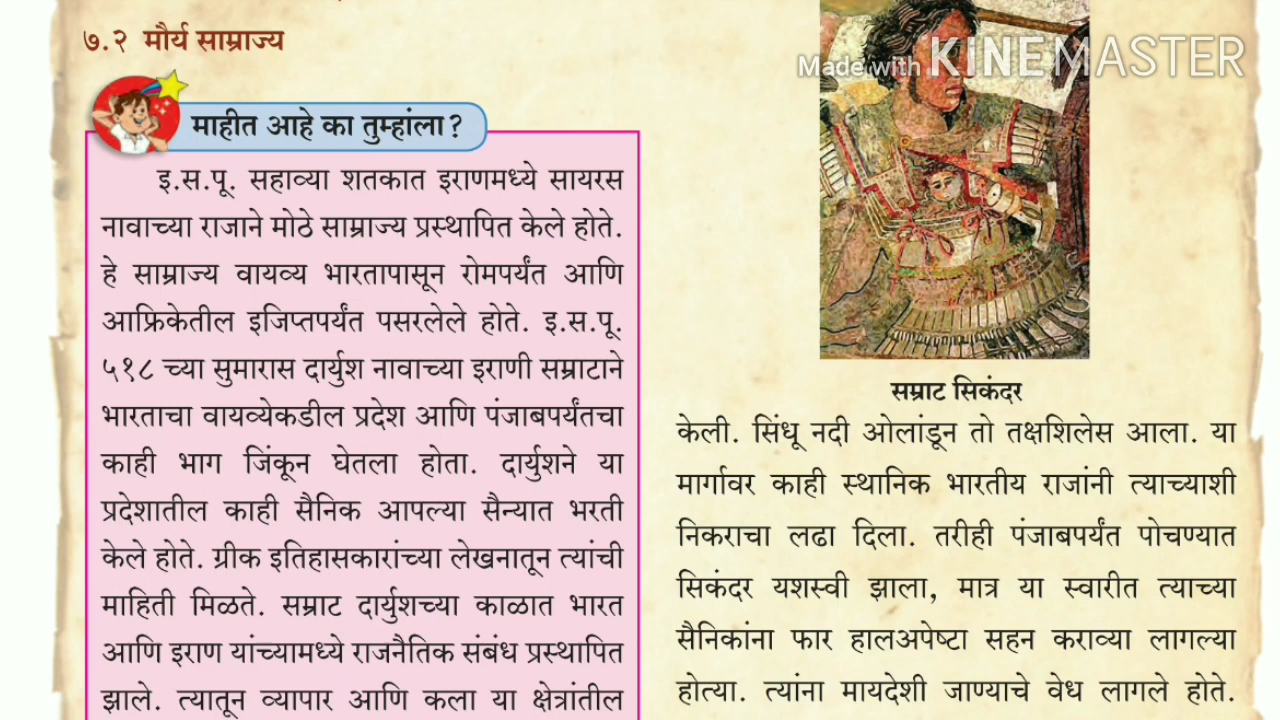 ७.२ मौर्य साम्राज्य
माहीत आहे का तुम्हांला?
इ.स.पू. सहाव्या शतकात इराणमध्ये सायरस
नावाच्या राजाने मोठे साम्राज्य प्रस्थापित केले होते.
हे साम्राज्य वायव्य भारतापासून रोमपर्यंत आणि
आफ्रिकेतील इजिप्तपर्यंत पसरलेले होते. इ.स.पू.
५१८ च्या सुमारास दार्युश नावाच्या इराणी सम्राटाने
भारताचा वायव्येकडील प्रदेश आणि पंजाबपर्यंतचा
काही भाग जिंकून घेतला होता. दार्युशने या
प्रदेशातील काही सैनिक आपल्या सैन्यात भरती
केले होते. ग्रीक इतिहासकारांच्या लेखनातून त्यांची
माहिती मिळते. सम्राट दार्युशच्या काळात भारत
आणि इराण यांच्यामध्ये राजनैतिक संबंध प्रस्थापित
झाले. त्यातून व्यापार आणि कला या क्षेत्रांतील
Made with KINEMASTER
सम्राट सिकंदर
केली. सिंधू नदी ओलांडून तो तक्षशिलेस आला. या
मार्गावर काही स्थानिक भारतीय राजांनी त्याच्याशी
निकराचा लढा दिला. तरीही पंजाबपर्यंत पोचण्यात
सिकंदर यशस्वी झाला, मात्र या स्वारीत त्याच्या
सैनिकांना फार हालअपेष्टा सहन कराव्या लागल्या
होत्या. त्यांना मायदेशी जाण्याचे वेध लागले होते.